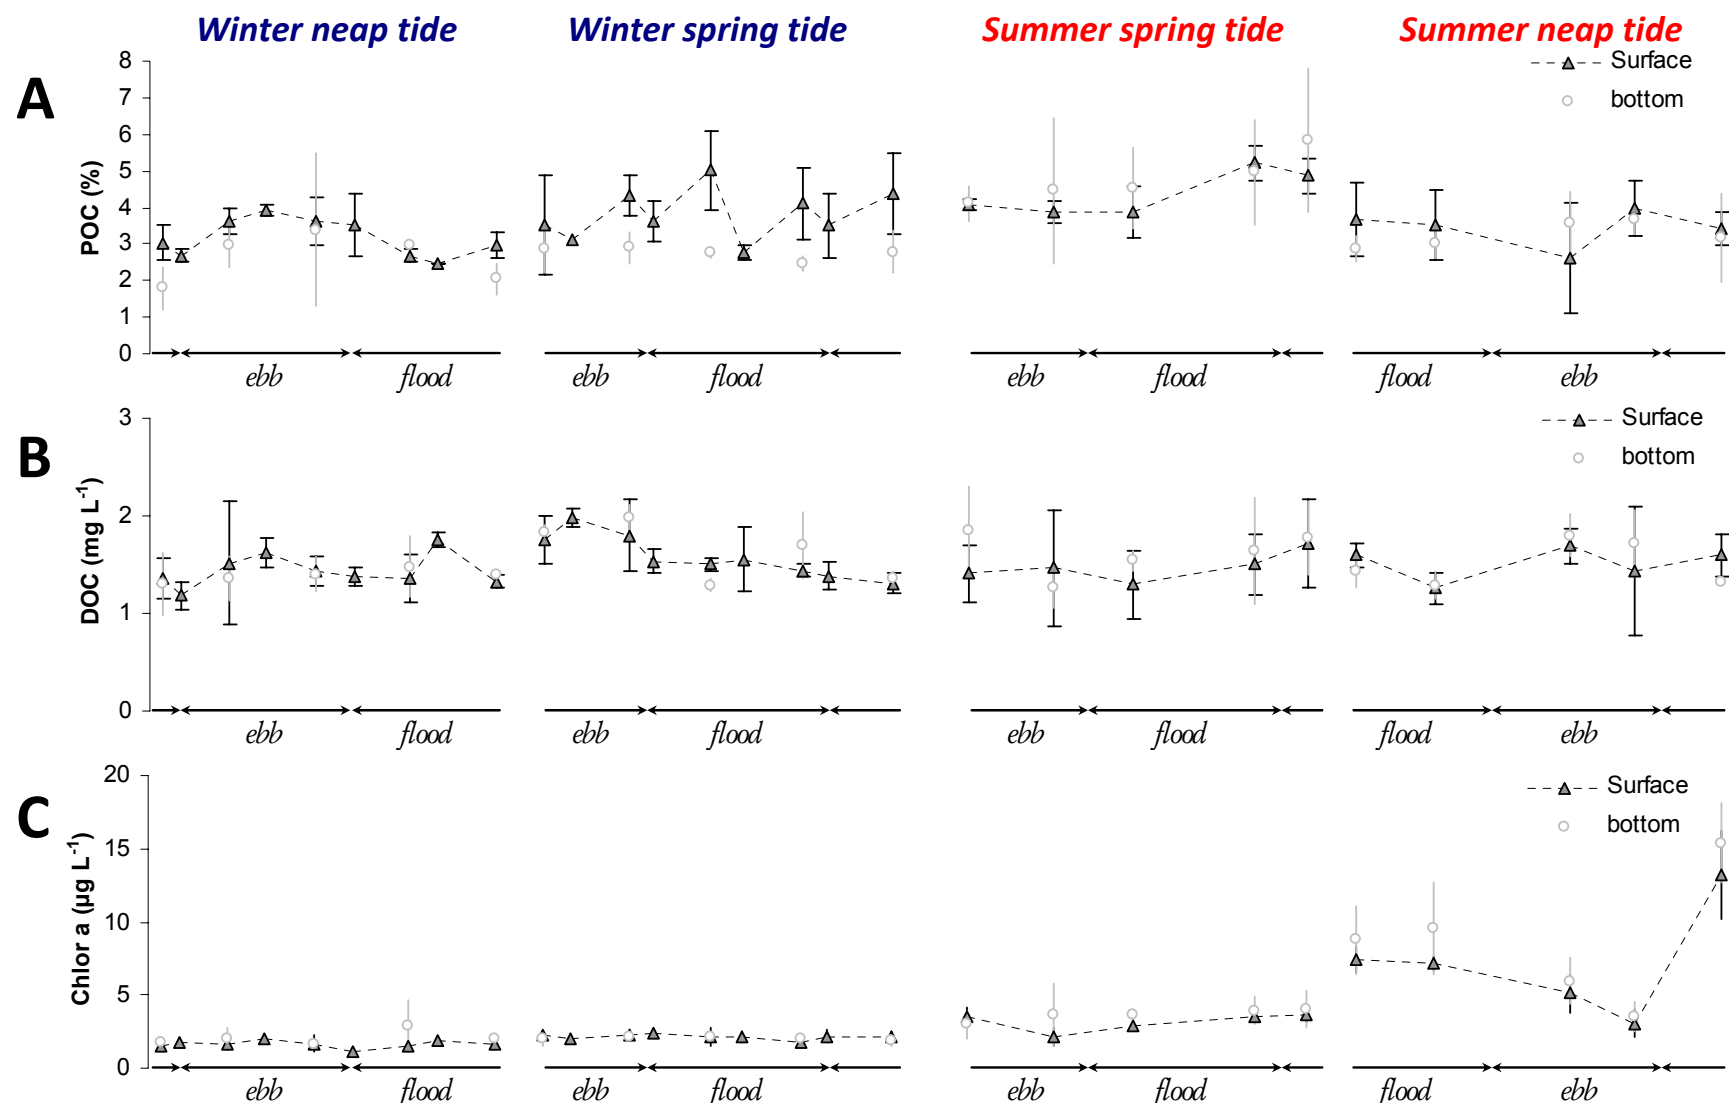 Winter neap tide Winter spring tide Summer spring tide Summer neap tide
A
POC (%)
8
7
6
5
4
3
2
1
0
Surface
bottom
ebb flood ebb flood ebb flood flood ebb
B
DOC (mg L⁻¹)
3
2
1
0
Surface
bottom
ebb flood ebb flood ebb flood flood ebb
C
Chlor a (µg L⁻¹)
20
15
10
5
0
Surface
bottom
ebb flood ebb flood ebb flood flood ebb